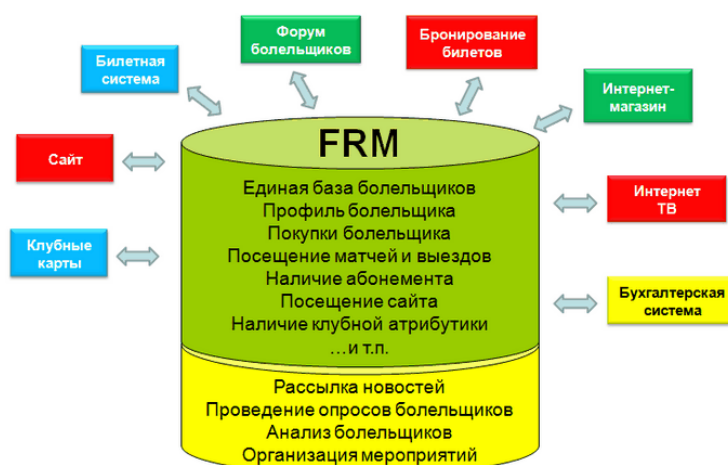 Форум
болельщиков
Бронирование
билетов
Билетная
система
Интернет-
магазин
FRM
Сайт
Единая база болельщиков
Профиль болельщика
Интернет
ТВ
Покупки болельщика
Клубные
карты
Посещение матчей и выездов
Наличие абонемента
Посещение сайта
Бухгалтерская
система
Наличие клубной атрибутики
...и т.п.
Рассылка новостей
Проведение опросов болельщиков
Анализ болельщиков
Организация мероприятий